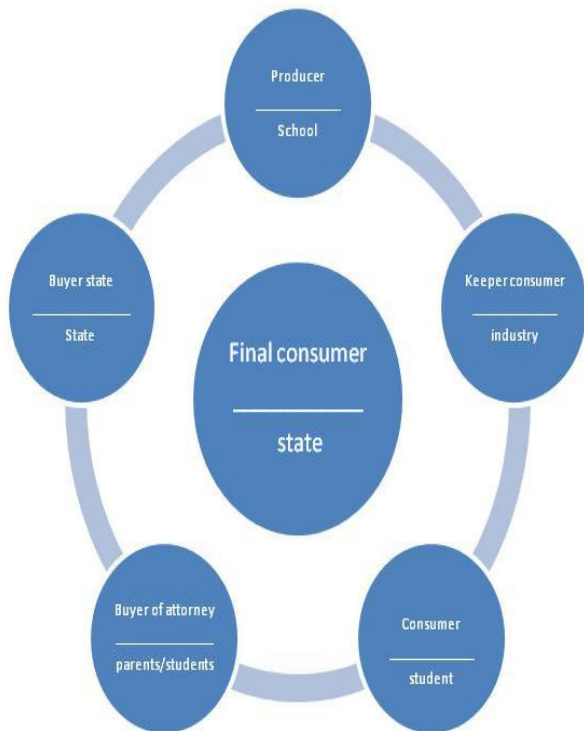 Producer
School
Keeper consumer
industry
Consumer
student
Buyer of attorney
parents/students
Buyer state
State
Final consumer
state